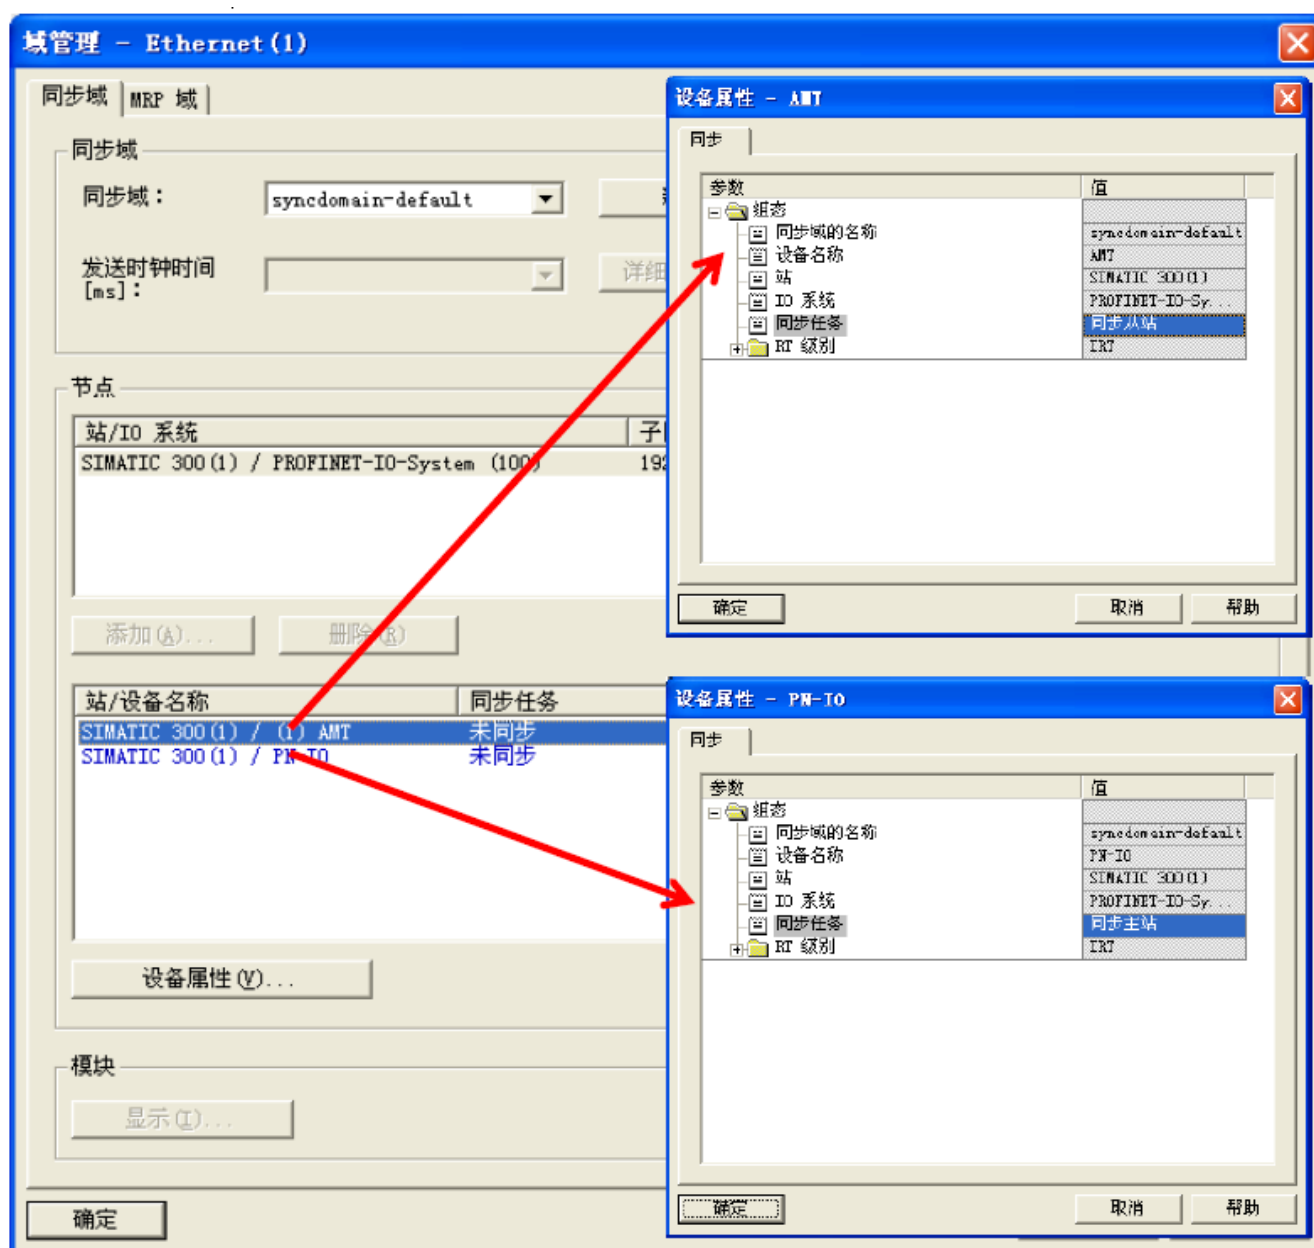 域管理 - Ethernet(1)
同步域
MRP 域
同步域
同步域：
syncdomain-default
发送时钟时间
[ms]：
详细
节点
站/IO 系统
SIMATIC 300(1) / PROFINET-IO-System (100)
192
添加(A)...
删除(R)
站/设备名称
同步任务
SIMATIC 300(1) / (1) AMT
未同步
SIMATIC 300(1) / PN-IO
未同步
设备属性(V)...
模块
显示(I)...
确定
设备属性 - AMT
同步
参数
值
组态
同步域的名称
syncdomain-default
设备名称
AMT
站
SIMATIC 300(1)
IO 系统
PROFINET-IO-Sy...
同步任务
同步从站
RT 级别
IRT
确定
取消
帮助
设备属性 - PN-IO
同步
参数
值
组态
同步域的名称
syncdomain-default
设备名称
PN-IO
站
SIMATIC 300(1)
IO 系统
PROFINET-IO-Sy...
同步任务
同步主站
RT 级别
IRT
确定
取消
帮助